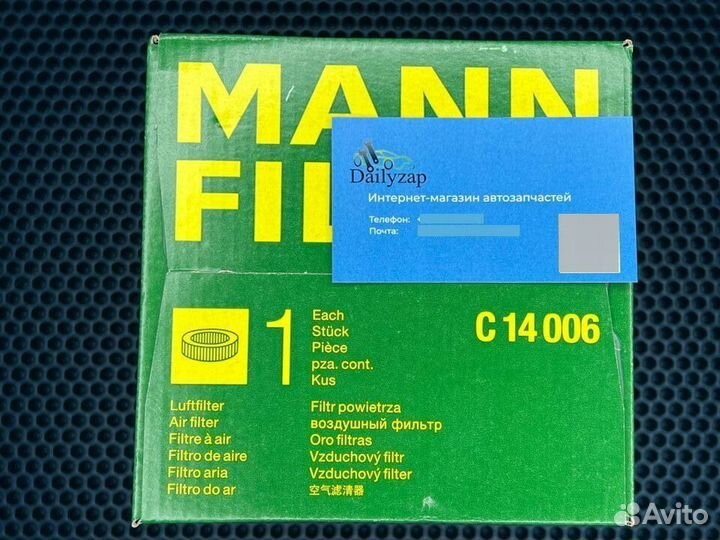 MANN
FIL
Dailyzap
Интернет-магазин автозапчастей
Телефон:
Почта:
1
Each
Stück
Pièce
pza. cont.
Kus
C 14 006
Luftfilter
Air filter
Filtre à air
Filtro de aire
Filtro aria
Filtro do ar
Filtr powietrza
воздушный фильтр
Oro filtras
Vzduchový filtr
Vzduchový filter
空气滤清器
Avito